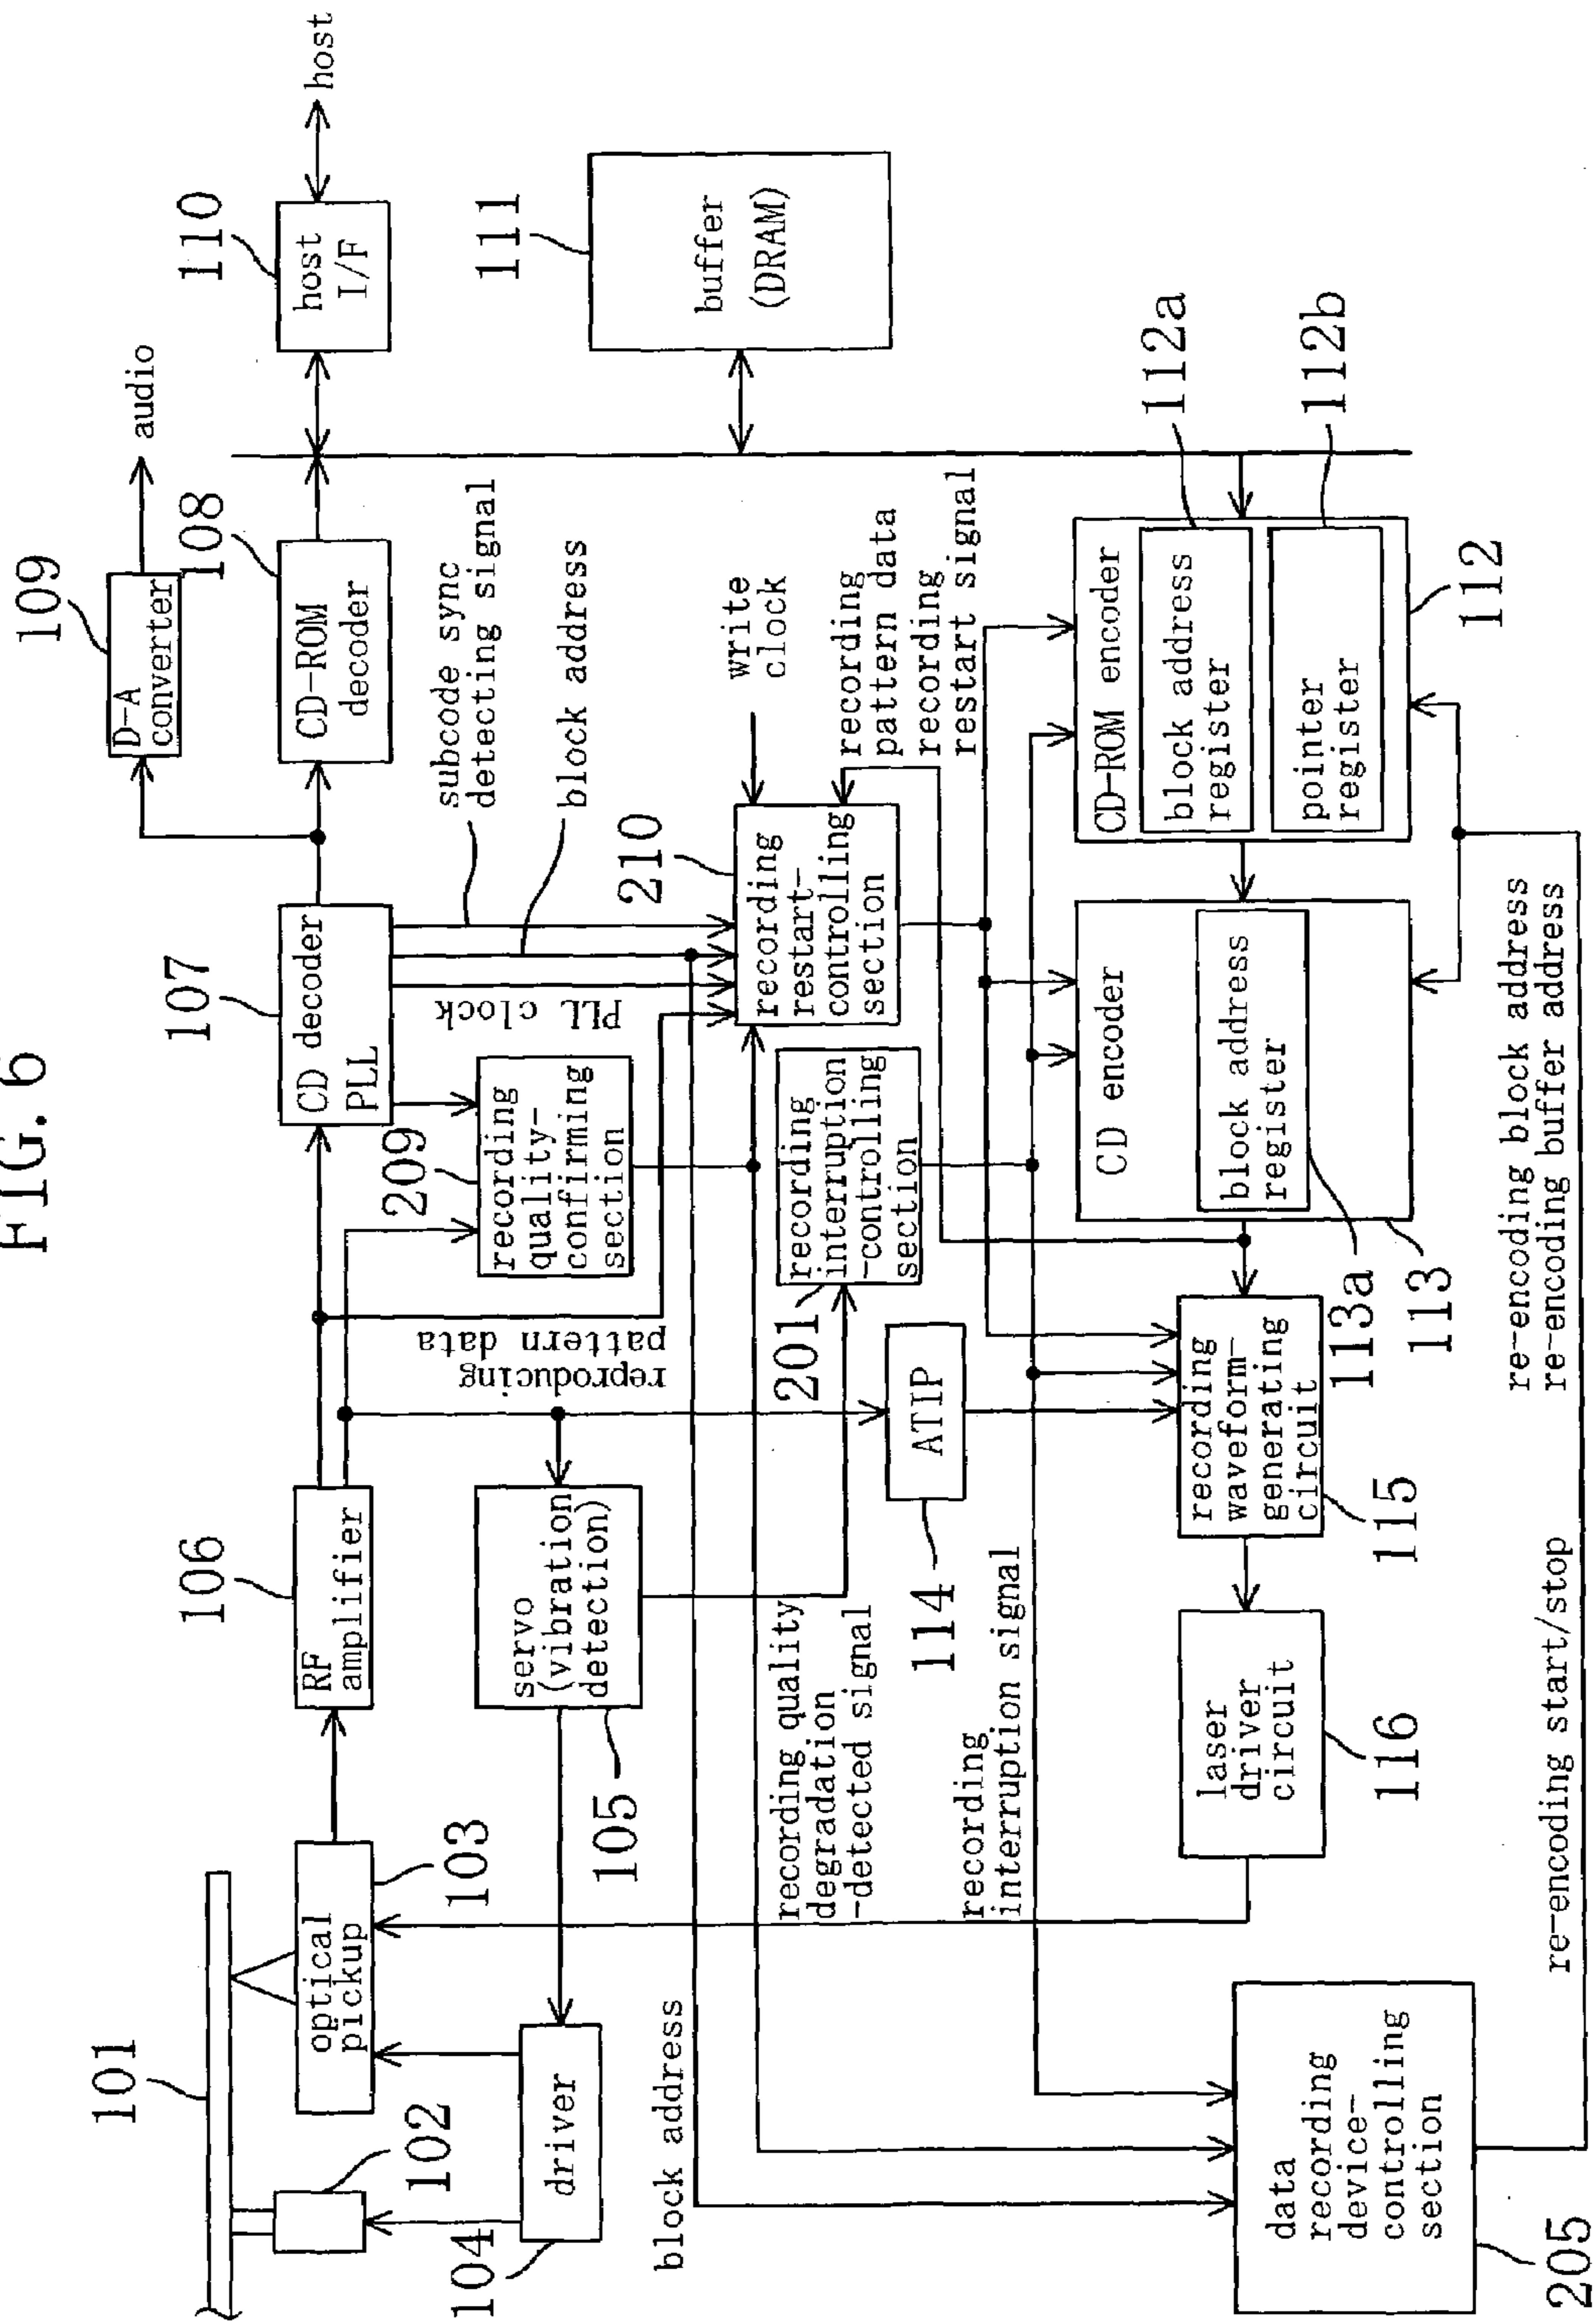 FIG. 6
101
102
103
optical
pickup
104
driver
105
servo
(vibration
detection)
106
RF
amplifier
107
CD decoder
PLL
108
CD-ROM
decoder
109
D-A
converter
audio
110
host
I/F
host
111
buffer
(DRAM)
209
recording
quality-
confirming
section
reproducing
pattern data
PLL clock
subcode sync
detecting signal
block address
210
recording
restart-
controlling
section
write
clock
recording
pattern data
recording
restart signal
201
recording
interruption
-controlling
section
114
ATIP
block address
recording quality
degradation
-detected signal
recording
interruption signal
112
CD-ROM encoder
112a
block address
register
112b
pointer
register
113
CD encoder
113a
block address
register
115
recording
waveform-
generating
circuit
116
laser
driver
circuit
205
data
recording
device-
controlling
section
re-encoding start/stop
re-encoding block address
re-encoding buffer address